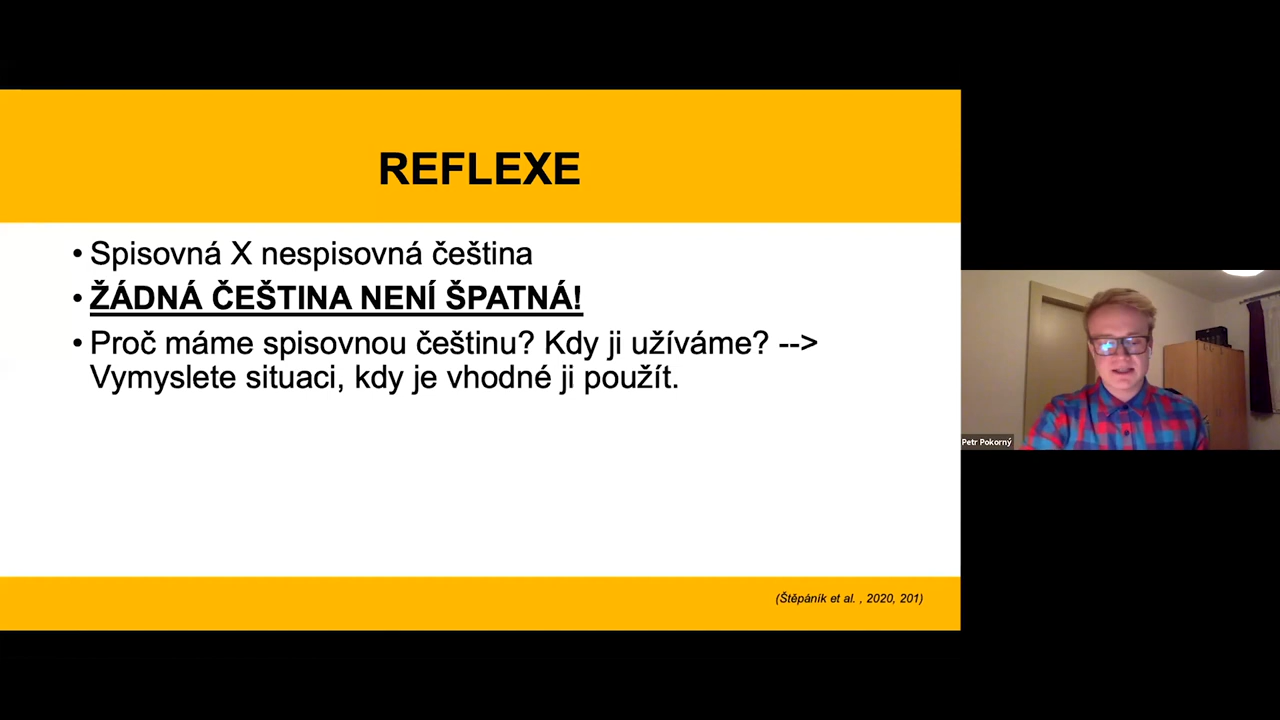 REFLEXE
• Spisovná X nespisovná čeština
• ŽÁDNÁ ČEŠTINA NENÍ ŠPATNÁ!
• Proč máme spisovnou češtinu? Kdy ji užíváme? -->
Vymyslete situaci, kdy je vhodné ji použít.
(Štěpáník et al. , 2020, 201)
Petr Pokorný